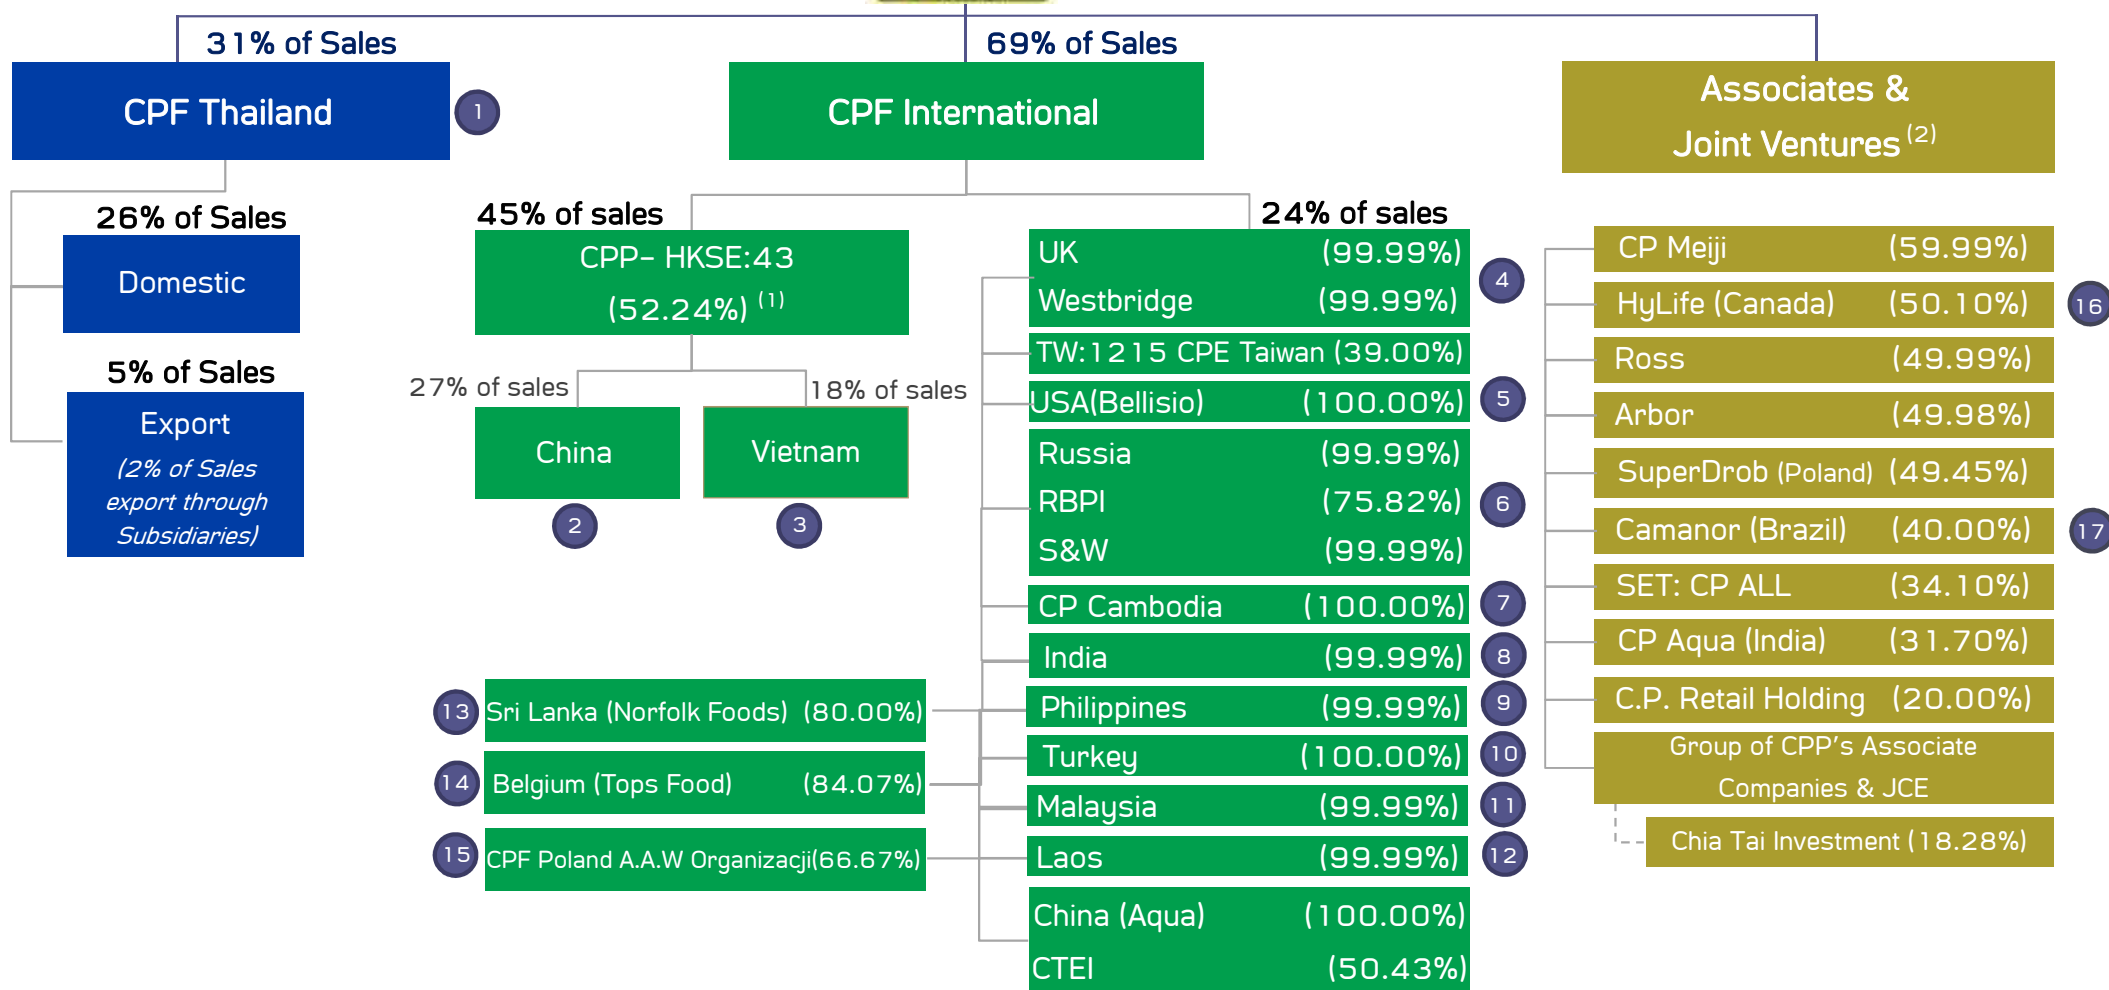 31% of Sales
CPF Thailand
1
26% of Sales
Domestic
5% of Sales
Export
(2% of Sales
export through
Subsidiaries)
69% of Sales
CPF International
45% of sales
CPP- HKSE:43
(52.24%) (1)
27% of sales
China
2
18% of sales
Vietnam
3
24% of sales
UK (99.99%)
Westbridge (99.99%)
4
TW:1215 CPE Taiwan (39.00%)
USA(Bellisio) (100.00%)
5
Russia (99.99%)
RBPI (75.82%)
6
S&W (99.99%)
CP Cambodia (100.00%)
7
India (99.99%)
8
Philippines (99.99%)
9
Turkey (100.00%)
10
Malaysia (99.99%)
11
Laos (99.99%)
12
China (Aqua) (100.00%)
CTEI (50.43%)
13
Sri Lanka (Norfolk Foods) (80.00%)
14
Belgium (Tops Food) (84.07%)
15
CPF Poland A.A.W Organizacji(66.67%)
Associates &
Joint Ventures (2)
CP Meiji (59.99%)
HyLife (Canada) (50.10%)
16
Ross (49.99%)
Arbor (49.98%)
SuperDrob (Poland) (49.45%)
Camanor (Brazil) (40.00%)
17
SET: CP ALL (34.10%)
CP Aqua (India) (31.70%)
C.P. Retail Holding (20.00%)
Group of CPP's Associate
Companies & JCE
Chia Tai Investment (18.28%)